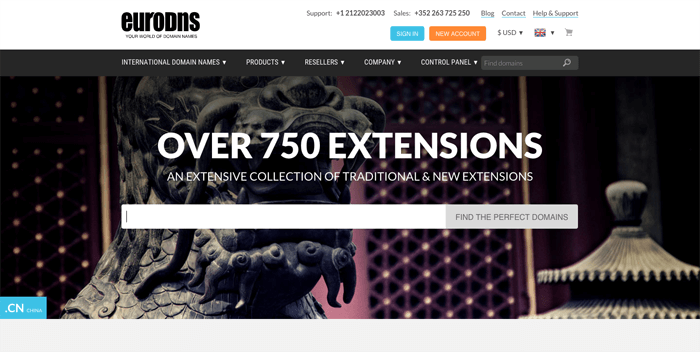 eurodns
YOUR WORLD OF DOMAIN NAMES
Support: +1 2122023003 Sales: +352 263 725 250 Blog Contact Help & Support
SIGN IN NEW ACCOUNT $ USD ▼ ▼
INTERNATIONAL DOMAIN NAMES ▼ PRODUCTS ▼ RESELLERS ▼ COMPANY ▼ CONTROL PANEL ▼ Find domains
OVER 750 EXTENSIONS
AN EXTENSIVE COLLECTION OF TRADITIONAL & NEW EXTENSIONS
FIND THE PERFECT DOMAINS
.CN CHINA